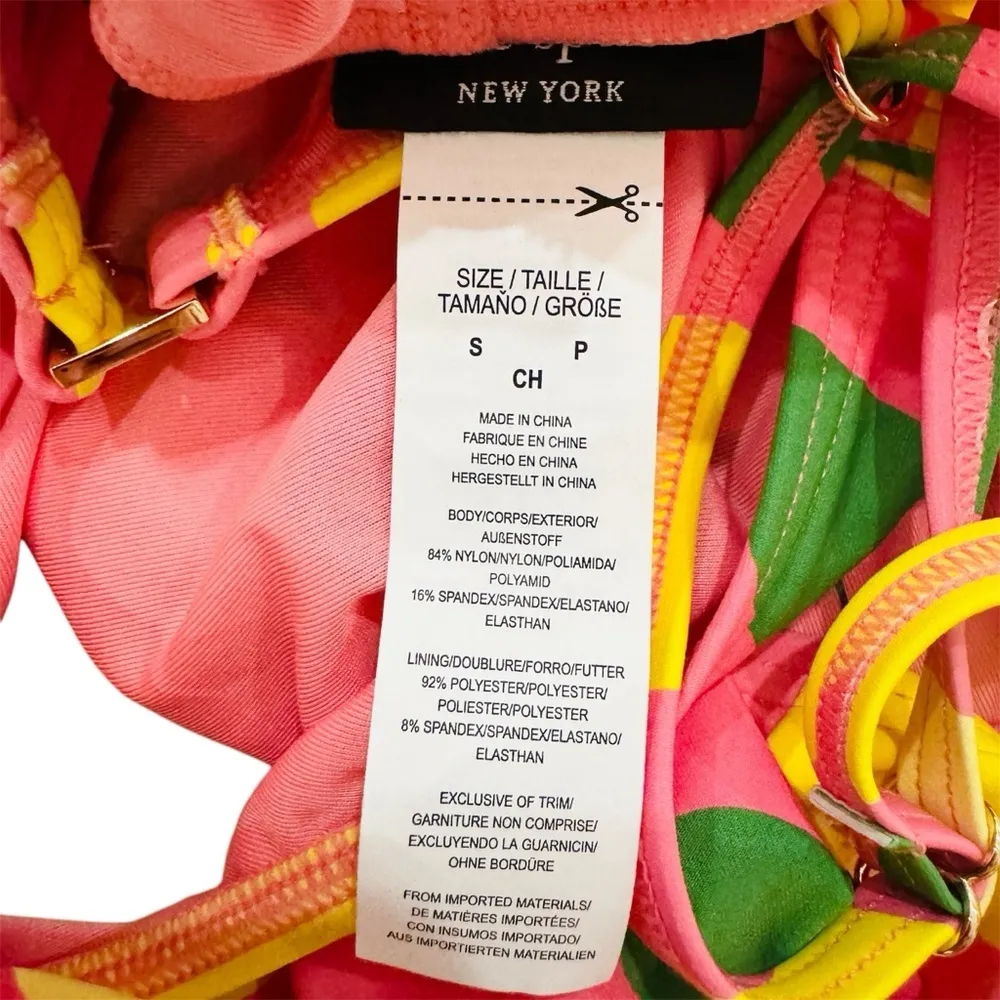 NEW YORK
SIZE / TAILLE /
TAMAÑO / GRÖßE
S P
CH
MADE IN CHINA
FABRIQUE EN CHINE
HECHO EN CHINA
HERGESTELLT IN CHINA
BODY/CORPS/EXTERIOR/
AUßENSTOFF
84% NYLON/NYLON/POLIAMIDA/
POLYAMID
16% SPANDEX/SPANDEX/ELASTANO/
ELASTHAN
LINING/DOUBLURE/FORRO/FUTTER
92% POLYESTER/POLYESTER/
POLIESTER/POLYESTER
8% SPANDEX/SPANDEX/ELASTANO/
ELASTHAN
EXCLUSIVE OF TRIM/
GARNITURE NON COMPRISE/
EXCLUYENDO LA GUARNICIN/
OHNE BORDÜRE
FROM IMPORTED MATERIALS/
DE MATIÈRES IMPORTÉES/
CON INSUMOS IMPORTADO/
AUS IMPORTIERTEN MATERIALIEN